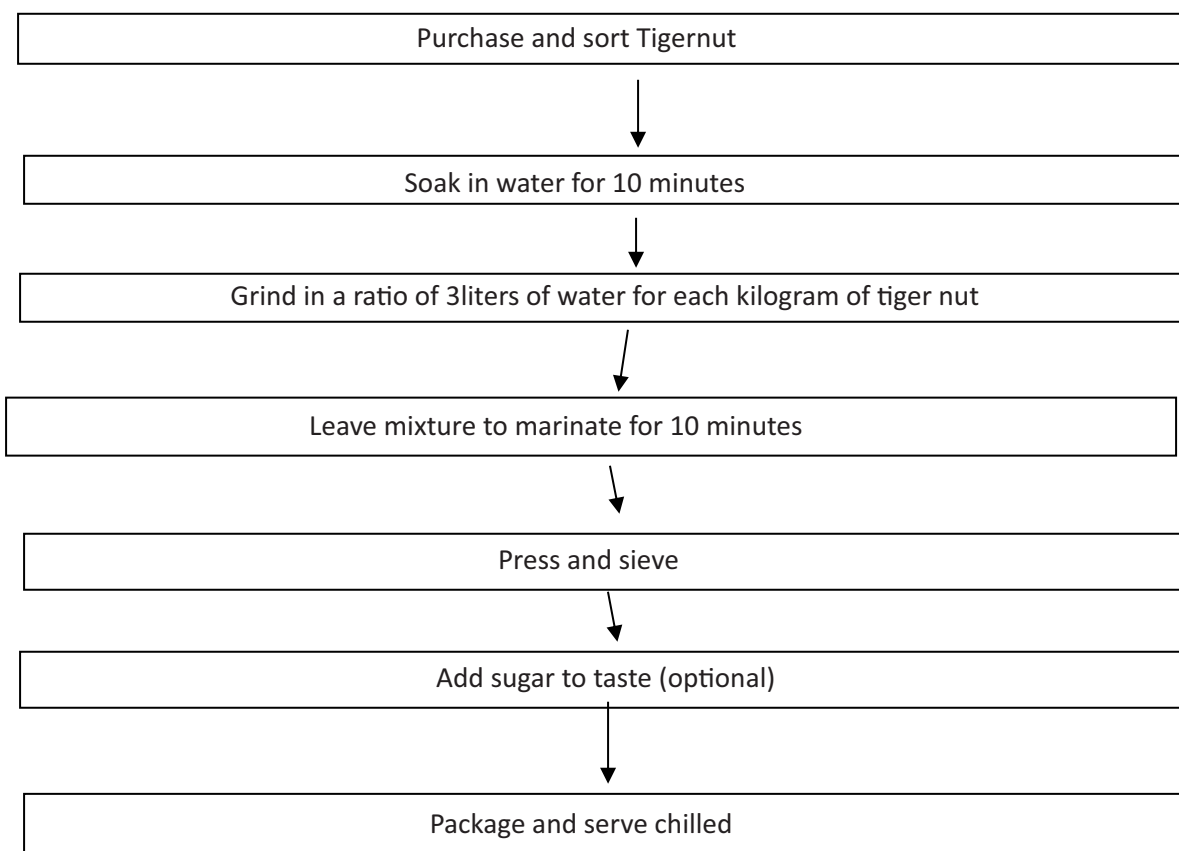 Purchase and sort Tigernut
Soak in water for 10 minutes
Grind in a ratio of 3liters of water for each kilogram of tiger nut
Leave mixture to marinate for 10 minutes
Press and sieve
Add sugar to taste (optional)
Package and serve chilled